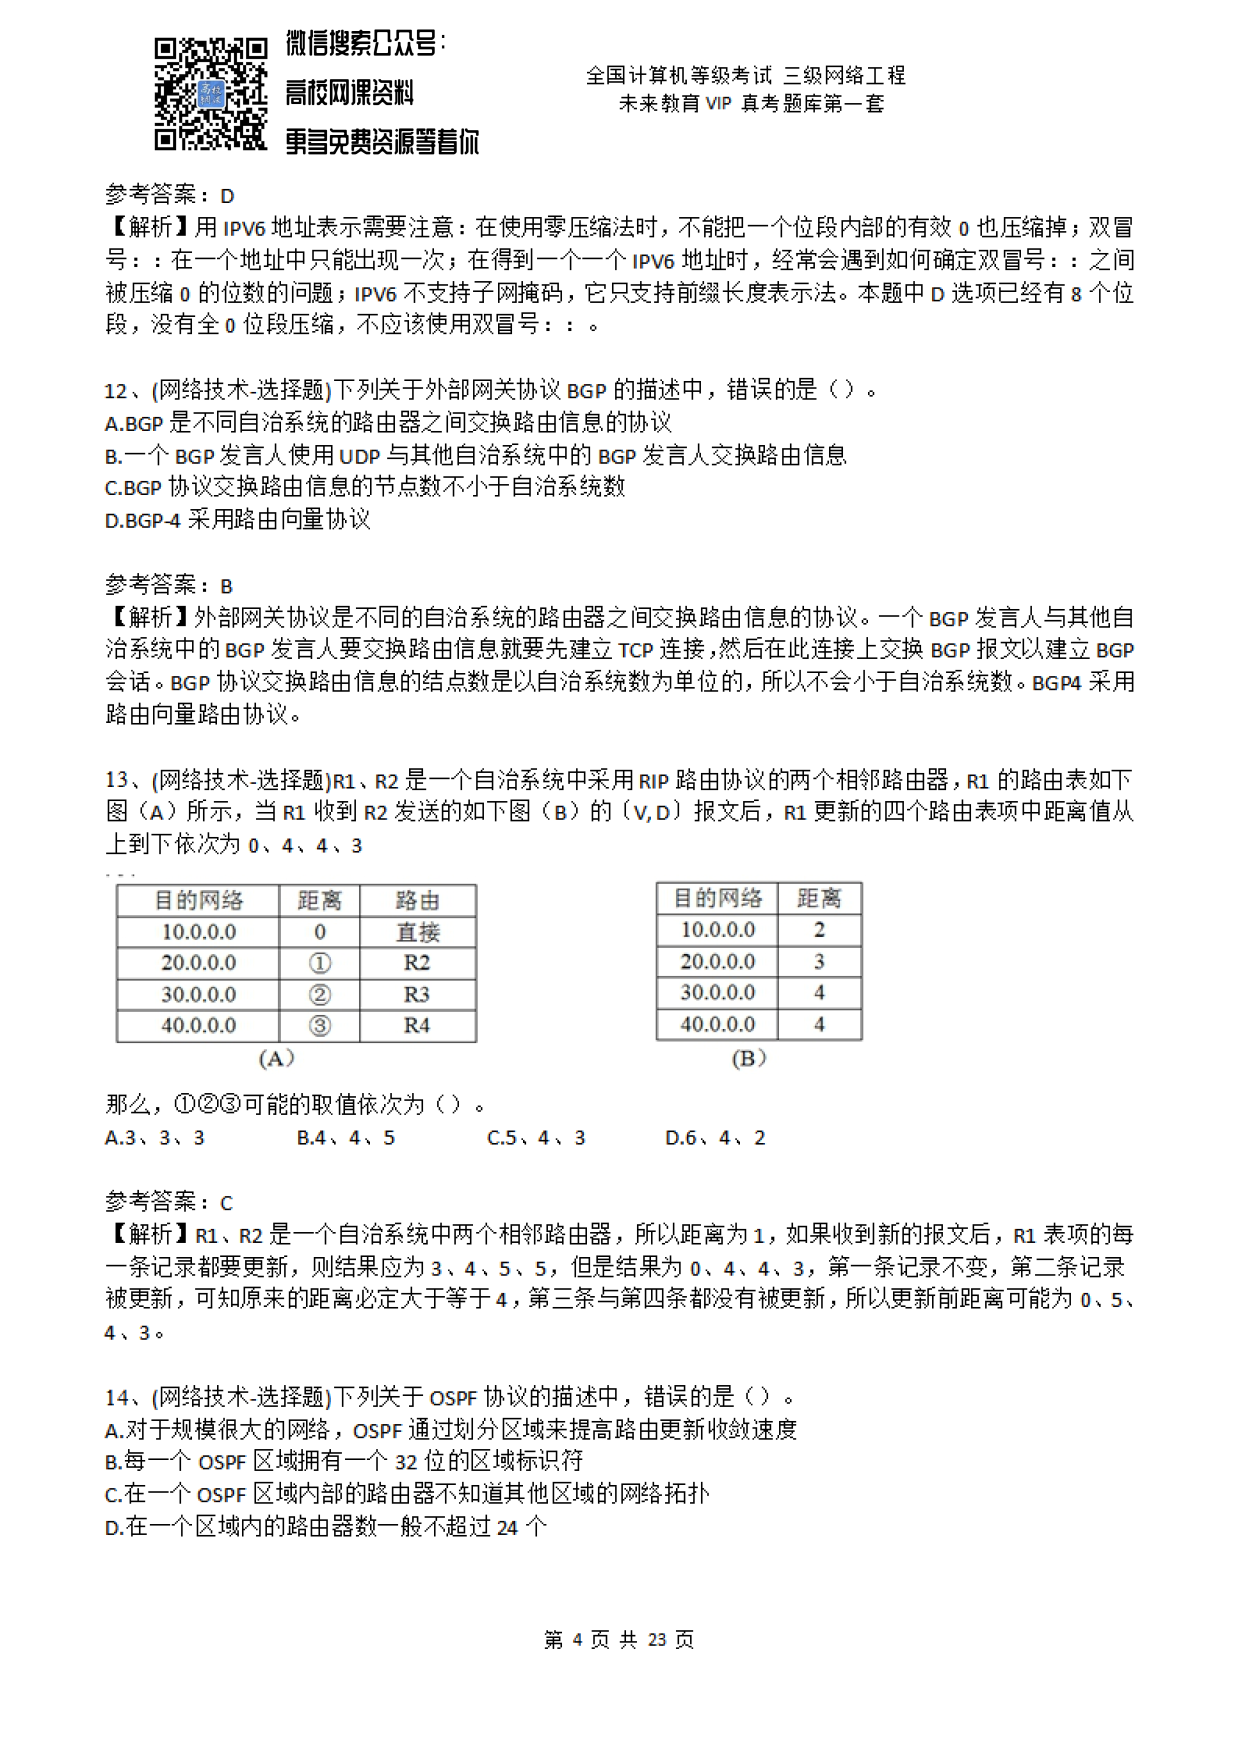 微信搜索公众号：
高校网课资料
更多免费资源等着你
全国计算机等级考试 三级网络工程
未来教育 VIP 真考题库第一套
参考答案：D
【解析】用 IPV6 地址表示需要注意：在使用零压缩法时，不能把一个位段内部的有效 0 也压缩掉；双冒
号：：在一个地址中只能出现一次；在得到一个一个 IPV6 地址时，经常会遇到如何确定双冒号：：之间
被压缩 0 的位数的问题；IPV6 不支持子网掩码，它只支持前缀长度表示法。本题中 D 选项已经有 8 个位
段，没有全 0 位段压缩，不应该使用双冒号：：。
12、(网络技术-选择题)下列关于外部网关协议 BGP 的描述中，错误的是（）。
A.BGP 是不同自治系统的路由器之间交换路由信息的协议
B.一个 BGP 发言人使用 UDP 与其他自治系统中的 BGP 发言人交换路由信息
C.BGP 协议交换路由信息的节点数不小于自治系统数
D.BGP-4 采用路由向量协议
参考答案：B
【解析】外部网关协议是不同的自治系统的路由器之间交换路由信息的协议。一个 BGP 发言人与其他自
治系统中的 BGP 发言人要交换路由信息就要先建立 TCP 连接,然后在此连接上交换 BGP 报文以建立 BGP
会话。BGP 协议交换路由信息的结点数是以自治系统数为单位的，所以不会小于自治系统数。BGP4 采用
路由向量路由协议。
13、(网络技术-选择题)R1、R2 是一个自治系统中采用 RIP 路由协议的两个相邻路由器，R1 的路由表如下
图（A）所示，当 R1 收到 R2 发送的如下图（B）的〔V,D〕报文后，R1 更新的四个路由表项中距离值从
上到下依次为 0、4、4、3
目的网络 距离 路由
10.0.0.0 0 直接
20.0.0.0 ① R2
30.0.0.0 ② R3
40.0.0.0 ③ R4
(A）
目的网络 距离
10.0.0.0 2
20.0.0.0 3
30.0.0.0 4
40.0.0.0 4
(B）
那么，①②③可能的取值依次为（）。
A.3、3、3 B.4、4、5 C.5、4、3 D.6、4、2
参考答案：C
【解析】R1、R2 是一个自治系统中两个相邻路由器，所以距离为 1，如果收到新的报文后，R1 表项的每
一条记录都要更新，则结果应为 3、4、5、5，但是结果为 0、4、4、3，第一条记录不变，第二条记录
被更新，可知原来的距离必定大于等于 4，第三条与第四条都没有被更新，所以更新前距离可能为 0、5、
4、3。
14、(网络技术-选择题)下列关于 OSPF 协议的描述中，错误的是（）。
A.对于规模很大的网络，OSPF 通过划分区域来提高路由更新收敛速度
B.每一个 OSPF 区域拥有一个 32 位的区域标识符
C.在一个 OSPF 区域内部的路由器不知道其他区域的网络拓扑
D.在一个区域内的路由器数一般不超过 24 个
第 4 页 共 23 页